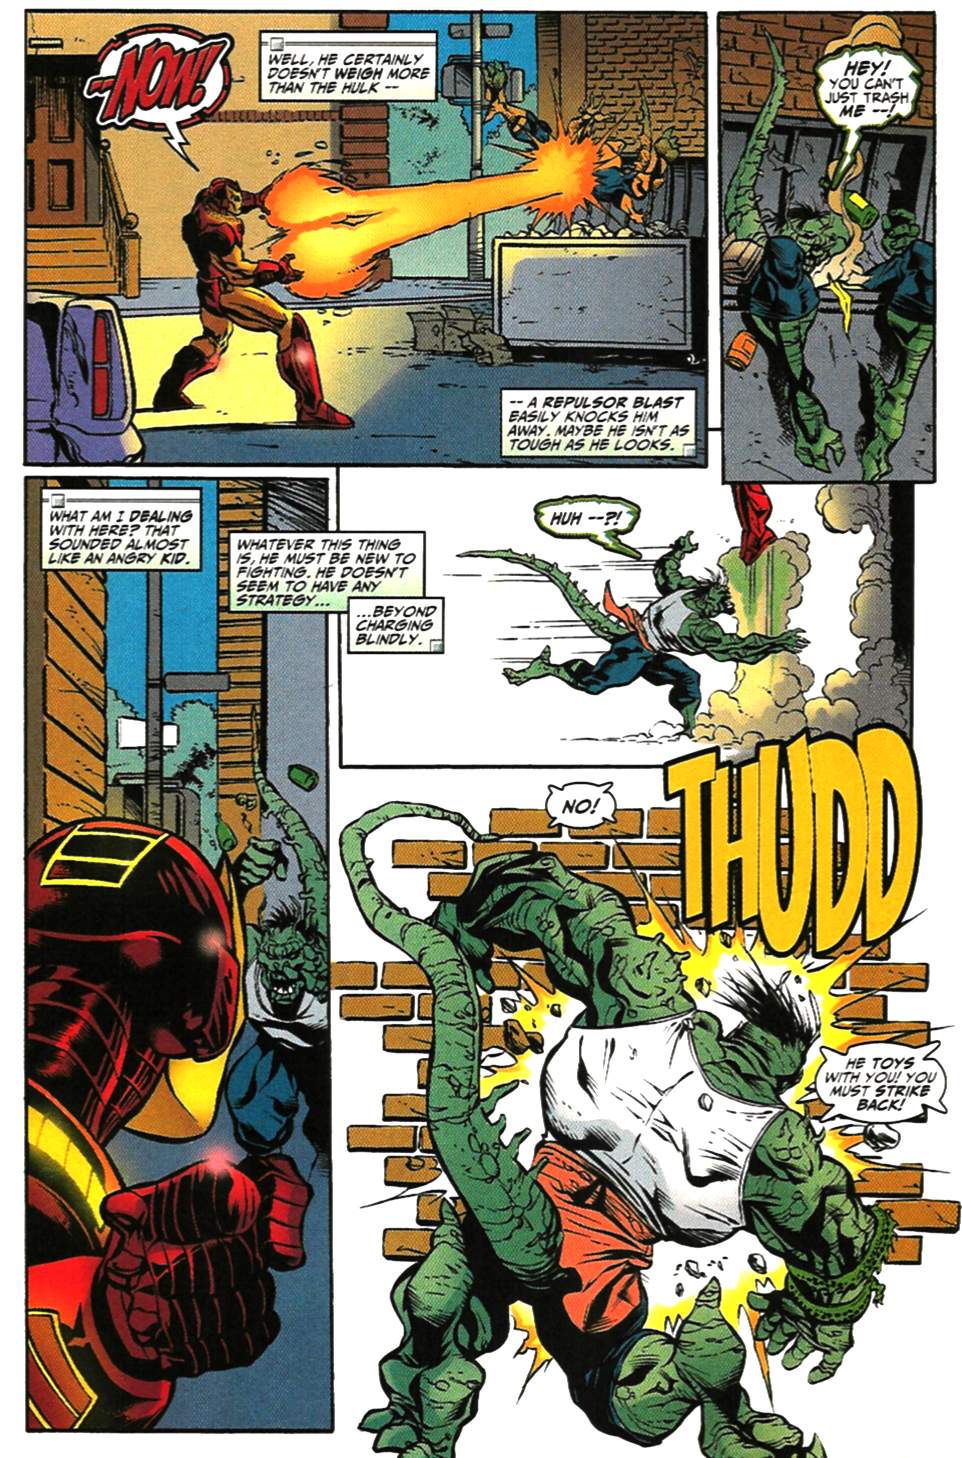 --NOW!
WELL, HE CERTAINLY
DOESN'T WEIGH MORE
THAN THE HULK --
-- A REPULSOR BLAST
EASILY KNOCKS HIM
AWAY. MAYBE HE ISN'T AS
TOUGH AS HE LOOKS.
HEY!
YOU CAN'T
JUST TRASH
ME --!
WHAT AM I DEALING
WITH HERE? THAT
SOUNDED ALMOST
LIKE AN ANGRY KID.
WHATEVER THIS THING
IS, HE MUST BE NEW TO
FIGHTING. HE DOESN'T
SEEM TO HAVE ANY
STRATEGY...
...BEYOND
CHARGING
BLINDLY.
HUH --?!
NO!
THUDD
HE TOYS
WITH YOU! YOU
MUST STRIKE
BACK!